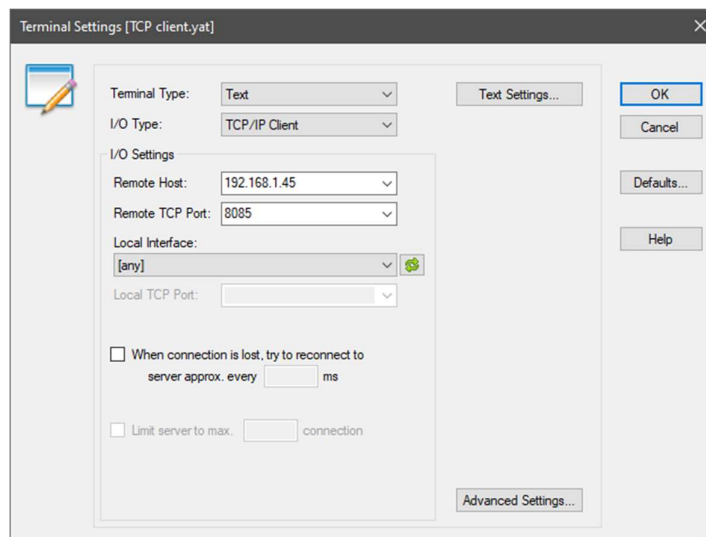 Terminal Settings [TCP client.yat]
Terminal Type: Text Text Settings... OK
I/O Type: TCP/IP Client Cancel
I/O Settings
Remote Host: 192.168.1.45 Defaults...
Remote TCP Port: 8085
Local Interface: Help
[any]
Local TCP Port:
When connection is lost, try to reconnect to
server approx. every ms
Limit server to max. connection
Advanced Settings...